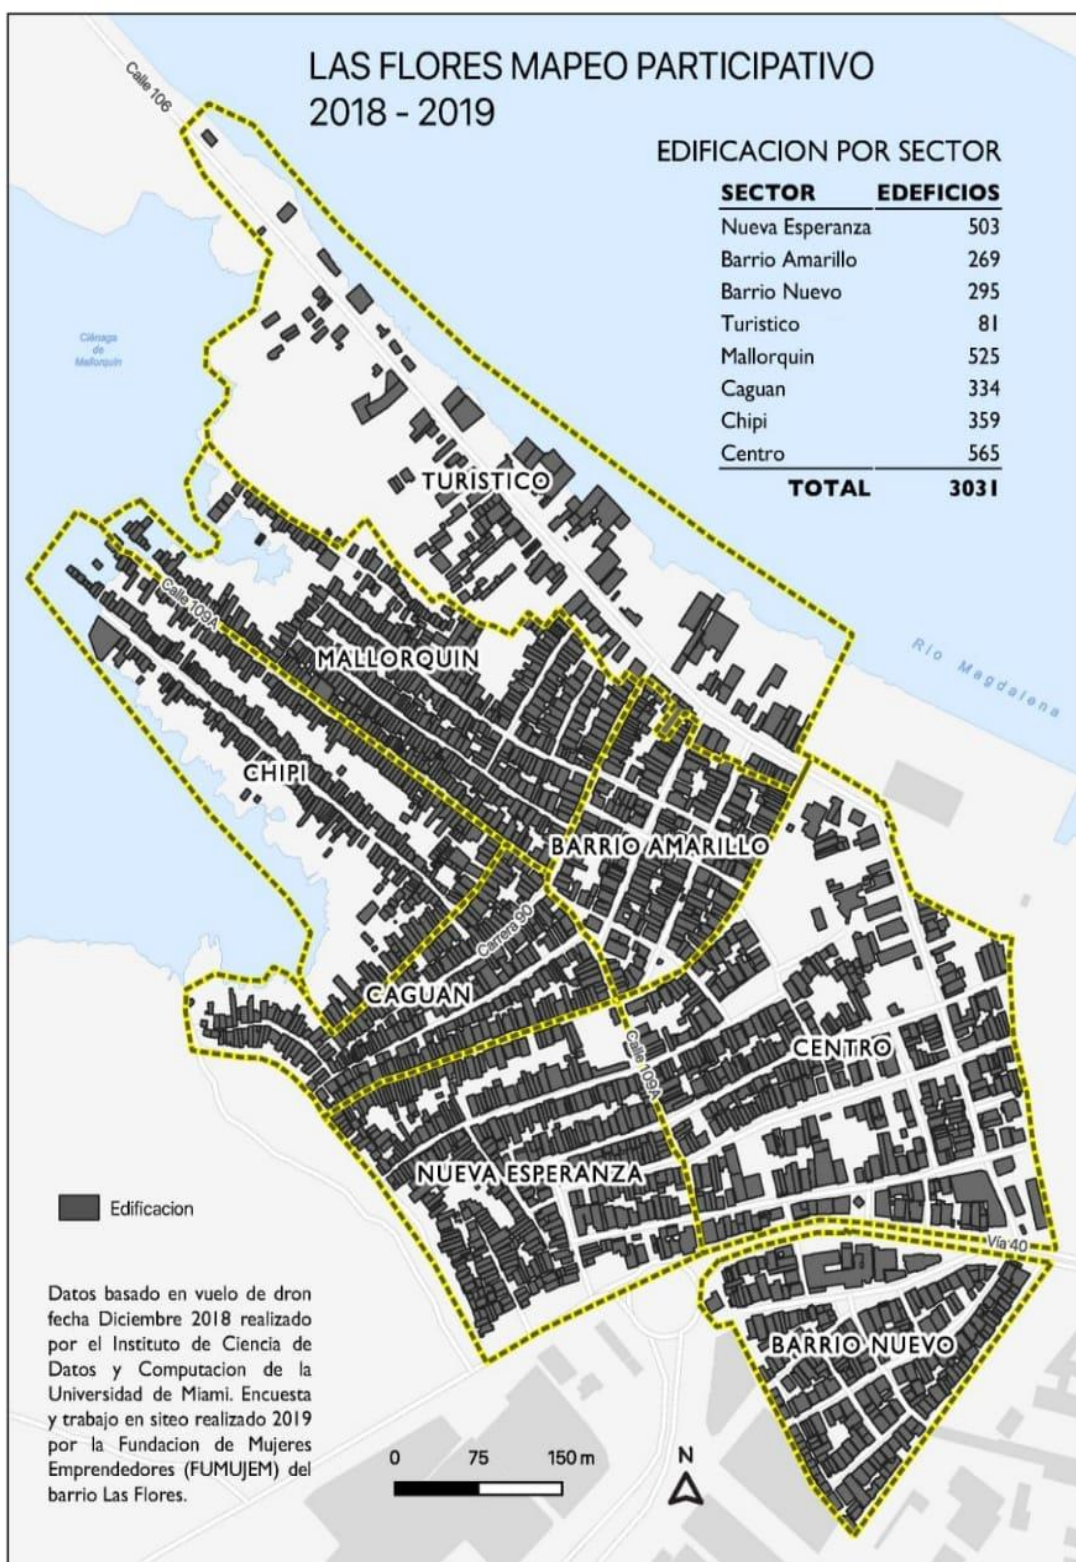 LAS FLORES MAPEO PARTICIPATIVO
2018 - 2019
EDIFICACION POR SECTOR
SECTOR EDEFICIOS
Nueva Esperanza 503
Barrio Amarillo 269
Barrio Nuevo 295
Turistico 81
Mallorquin 525
Caguan 334
Chipi 359
Centro 565
TOTAL 3031
Calle 106
Ciénaga
de
Mallorquin
TURÍSTICO
Calle 109A
MALLORQUIN
Río Magdalena
CHIPI
BARRIO AMARILLO
Carrera 90
CAGUAN
CENTRO
Calle 109A
NUEVA ESPERANZA
Edificacion
Vía 40
BARRIO NUEVO
Datos basado en vuelo de dron
fecha Diciembre 2018 realizado
por el Instituto de Ciencia de
Datos y Computacion de la
Universidad de Miami. Encuesta
y trabajo en siteo realizado 2019
por la Fundacion de Mujeres
Emprendedores (FUMUJEM) del
barrio Las Flores.
0 75 150 m
N